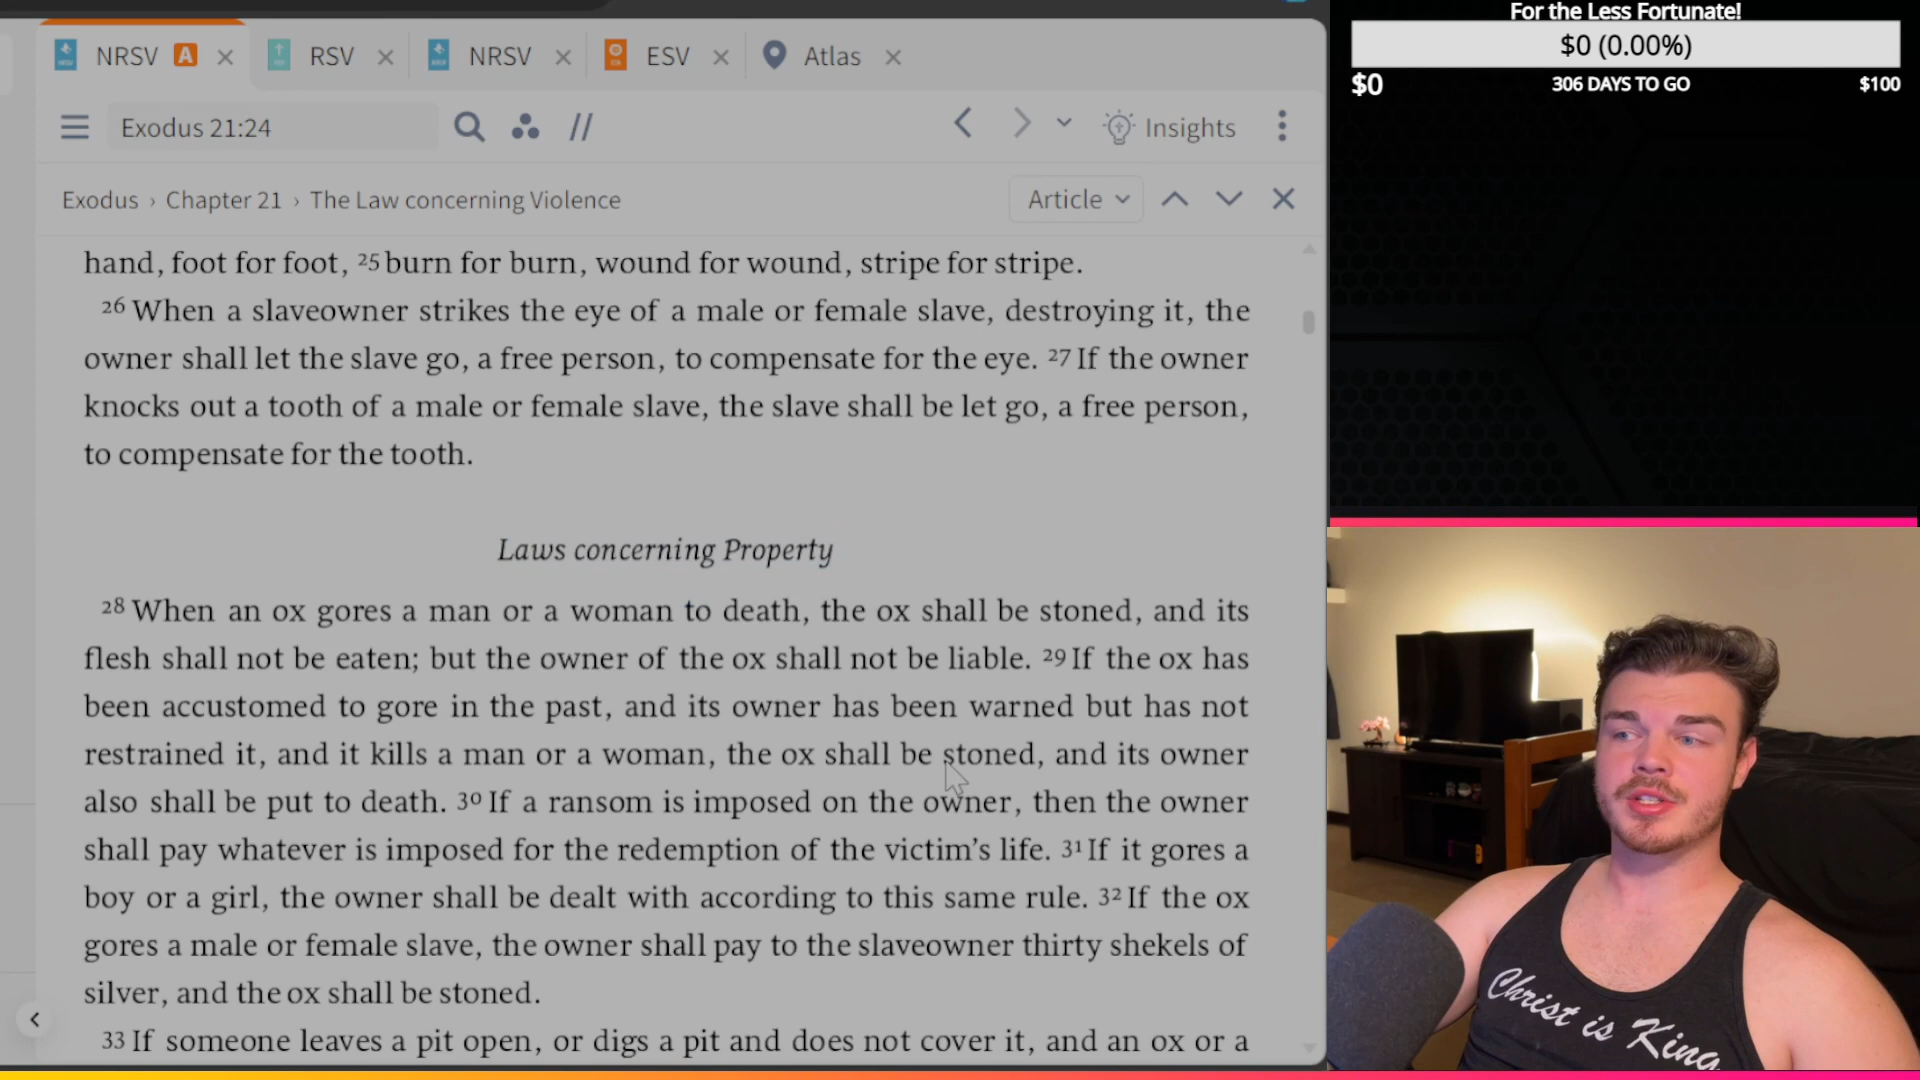 NRSV A
RSV
NRSV
ESV
Atlas
Exodus 21:24
Insights
Exodus › Chapter 21 › The Law concerning Violence
Article
hand, foot for foot, 25 burn for burn, wound for wound, stripe for stripe.
26 When a slaveowner strikes the eye of a male or female slave, destroying it, the
owner shall let the slave go, a free person, to compensate for the eye. 27 If the owner
knocks out a tooth of a male or female slave, the slave shall be let go, a free person,
to compensate for the tooth.
Laws concerning Property
28 When an ox gores a man or a woman to death, the ox shall be stoned, and its
flesh shall not be eaten; but the owner of the ox shall not be liable. 29 If the ox has
been accustomed to gore in the past, and its owner has been warned but has not
restrained it, and it kills a man or a woman, the ox shall be stoned, and its owner
also shall be put to death. 30 If a ransom is imposed on the owner, then the owner
shall pay whatever is imposed for the redemption of the victim's life. 31 If it gores a
boy or a girl, the owner shall be dealt with according to this same rule. 32 If the ox
gores a male or female slave, the owner shall pay to the slaveowner thirty shekels of
silver, and the ox shall be stoned.
33 If someone leaves a pit open, or digs a pit and does not cover it, and an ox or a
For the Less Fortunate!
$0 (0.00%)
$0 306 DAYS TO GO $100
Christ is King